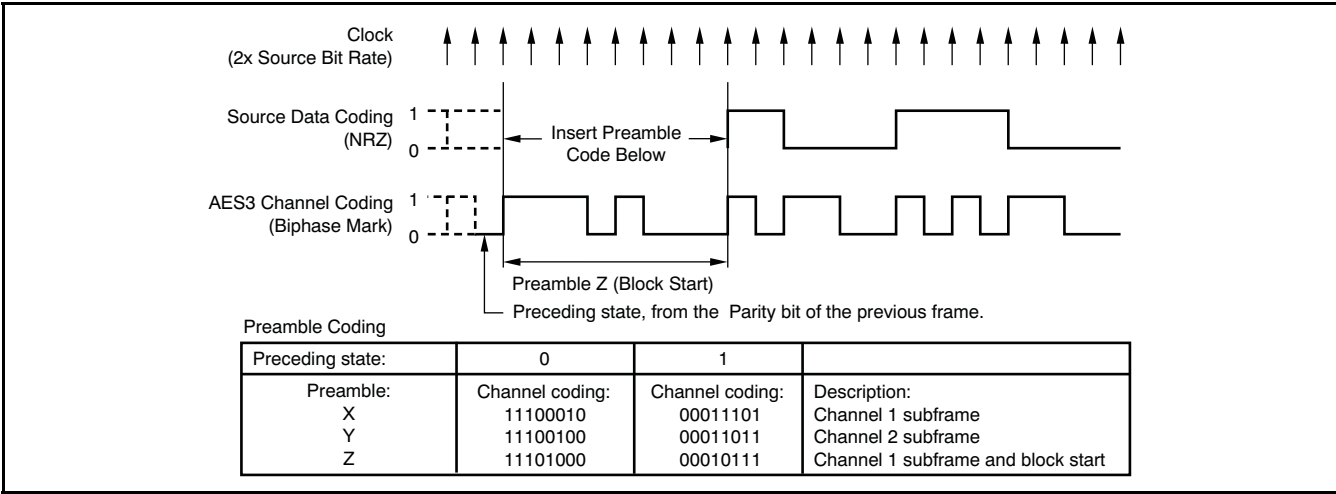 Clock
(2x Source Bit Rate)
Source Data Coding
(NRZ)
1
0
Insert Preamble
Code Below
AES3 Channel Coding
(Biphase Mark)
1
0
Preamble Z (Block Start)
Preceding state, from the Parity bit of the previous frame.
Preamble Coding
Preceding state: 0 1
Preamble: Channel coding: Channel coding: Description:
X 11100010 00011101 Channel 1 subframe
Y 11100100 00011011 Channel 2 subframe
Z 11101000 00010111 Channel 1 subframe and block start